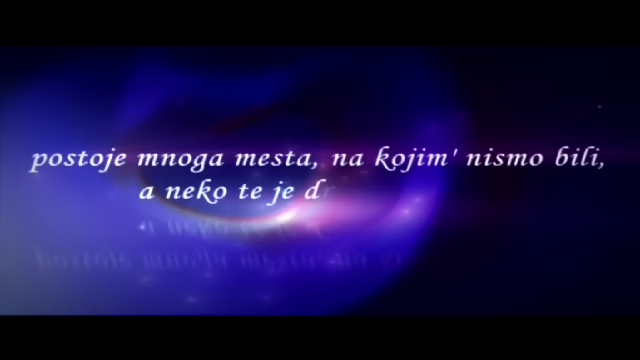 postoje mnoga mesta, na kojim' nismo bili,
a neko te je